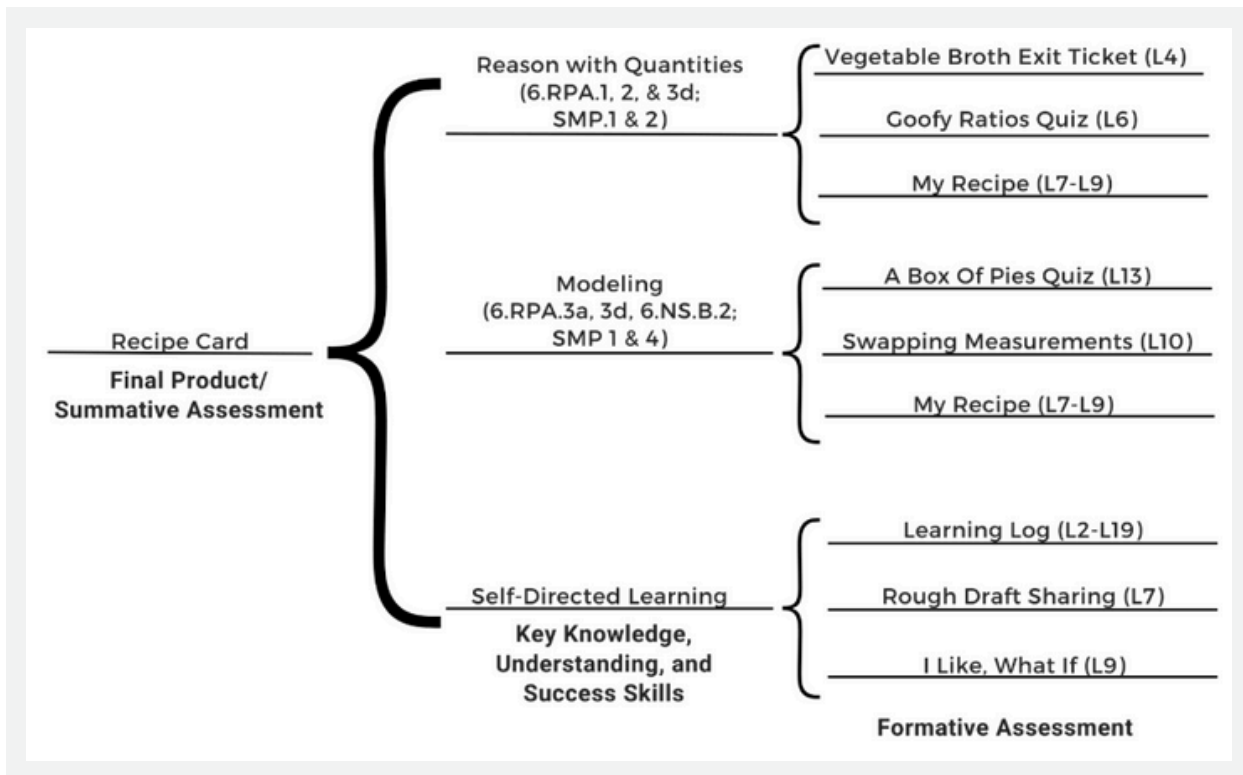 Recipe Card
Final Product/
Summative Assessment
Reason with Quantities
(6.RPA.1, 2, & 3d;
SMP.1 & 2)
Vegetable Broth Exit Ticket (L4)
Goofy Ratios Quiz (L6)
My Recipe (L7-L9)
Modeling
(6.RPA.3a, 3d, 6.NS.B.2;
SMP 1 & 4)
A Box Of Pies Quiz (L13)
Swapping Measurements (L10)
My Recipe (L7-L9)
Self-Directed Learning
Key Knowledge,
Understanding, and
Success Skills
Learning Log (L2-L19)
Rough Draft Sharing (L7)
I Like, What If (L9)
Formative Assessment